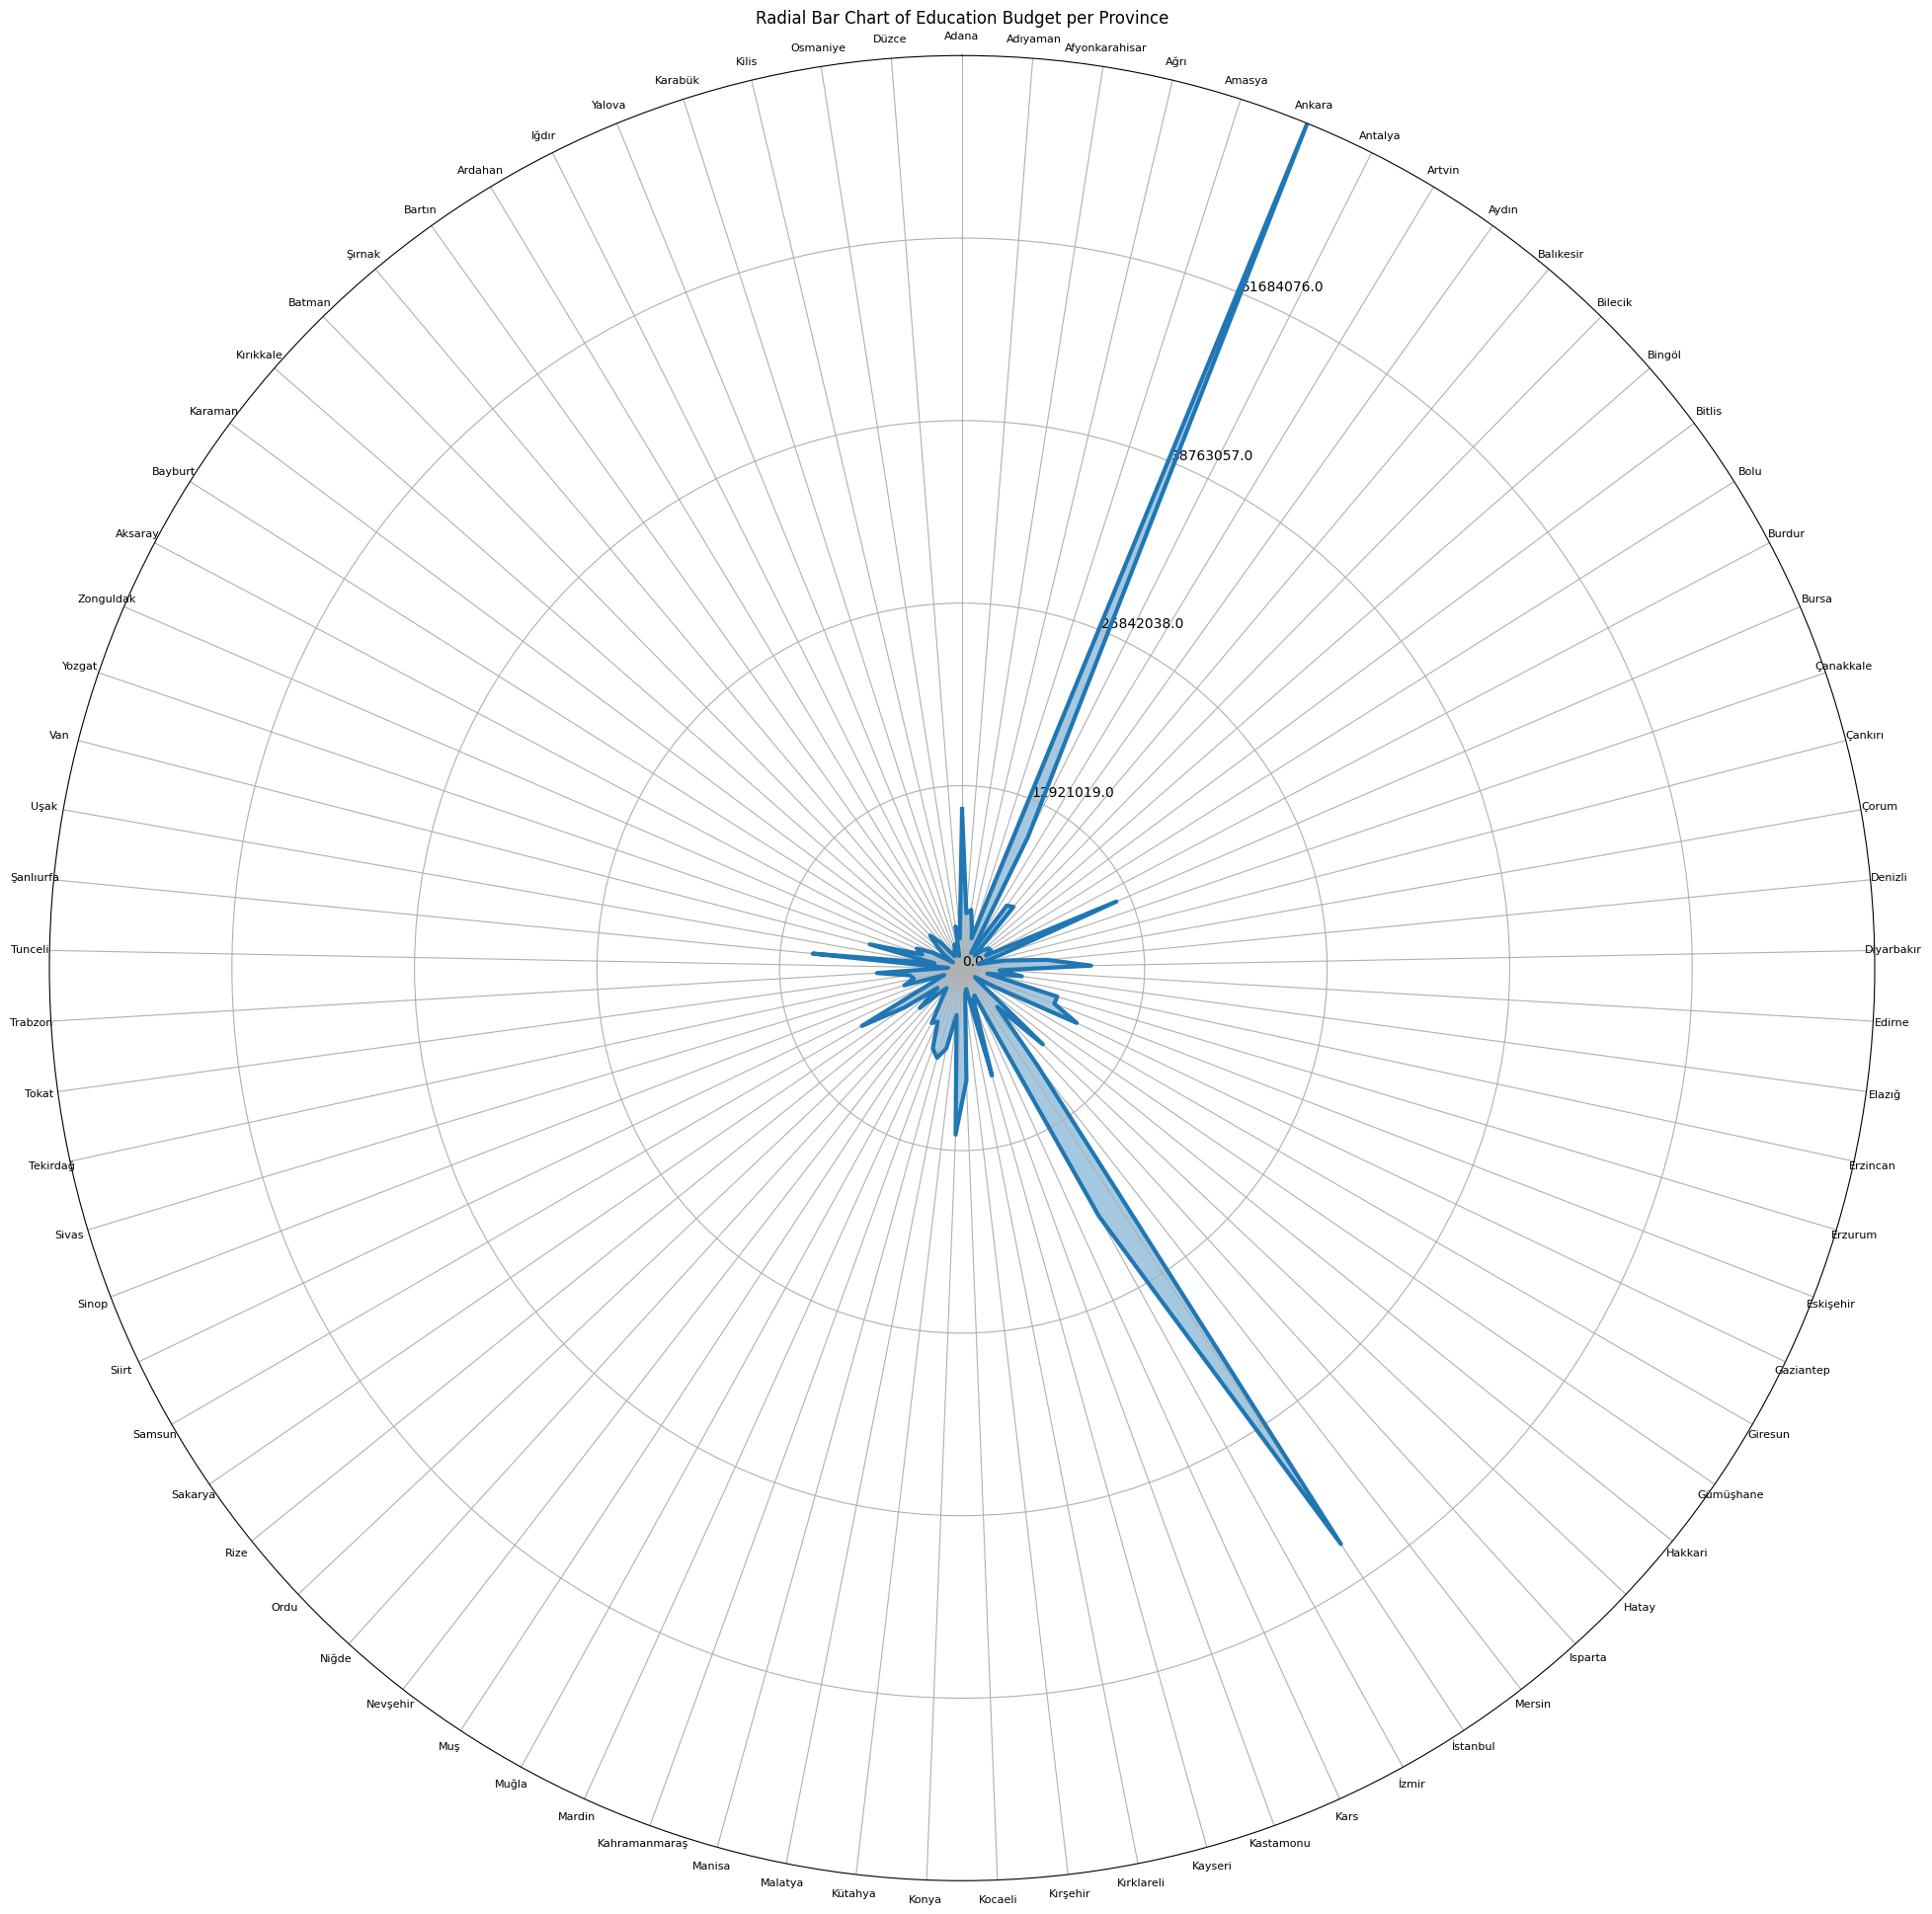 Radial Bar Chart of Education Budget per Province
Adana
Adıyaman
Afyonkarahisar
Ağrı
Amasya
Ankara
Antalya
Artvin
Aydın
Balıkesir
Bilecik
Bingöl
Bitlis
Bolu
Burdur
Bursa
Çanakkale
Çankırı
Çorum
Denizli
Diyarbakır
Edirne
Elazığ
Erzincan
Erzurum
Eskişehir
Gaziantep
Giresun
Gümüşhane
Hakkari
Hatay
Isparta
Mersin
İstanbul
İzmir
Kars
Kastamonu
Kayseri
Kırklareli
Kırşehir
Kocaeli
Konya
Kütahya
Malatya
Manisa
Kahramanmaraş
Mardin
Muğla
Muş
Nevşehir
Niğde
Ordu
Rize
Sakarya
Samsun
Siirt
Sinop
Sivas
Tekirdağ
Tokat
Trabzon
Tunceli
Şanlıurfa
Uşak
Van
Yozgat
Zonguldak
Aksaray
Bayburt
Karaman
Kırıkkale
Batman
Şırnak
Bartın
Ardahan
Iğdır
Yalova
Karabük
Kilis
Osmaniye
Düzce
51684076.0
38763057.0
25842038.0
12921019.0
0.0